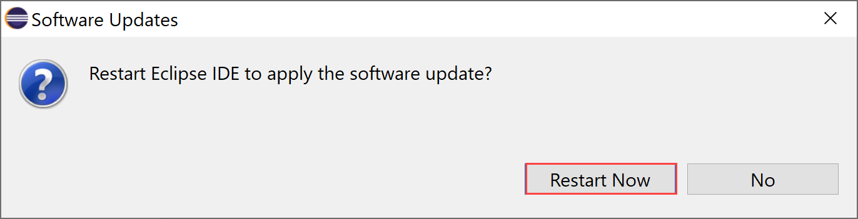 Software Updates
Restart Eclipse IDE to apply the software update?
Restart Now
No